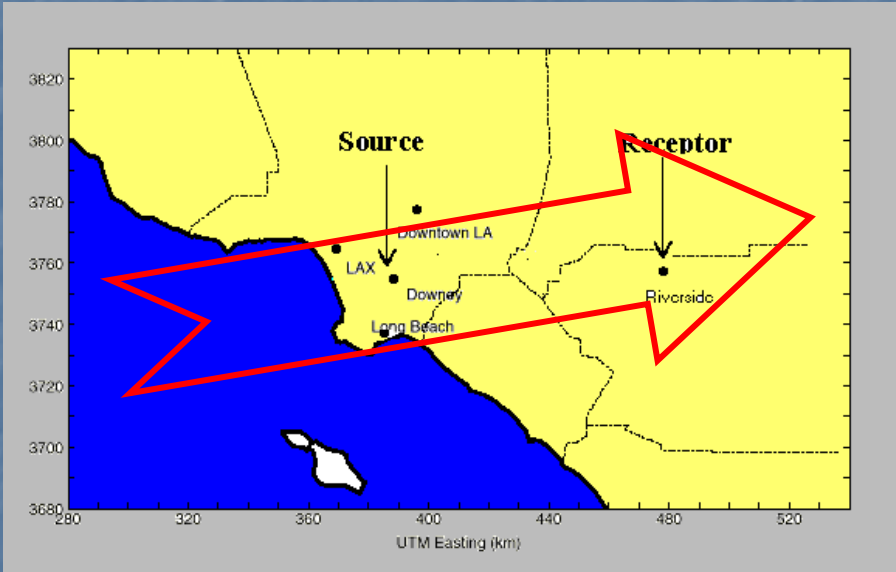 3820
3800
3780
3760
3740
3720
3700
3680
Source
Receptor
Downtown LA
LAX
Downey
Riverside
Long Beach
280 320 360 400 440 480 520
UTM Easting (km)